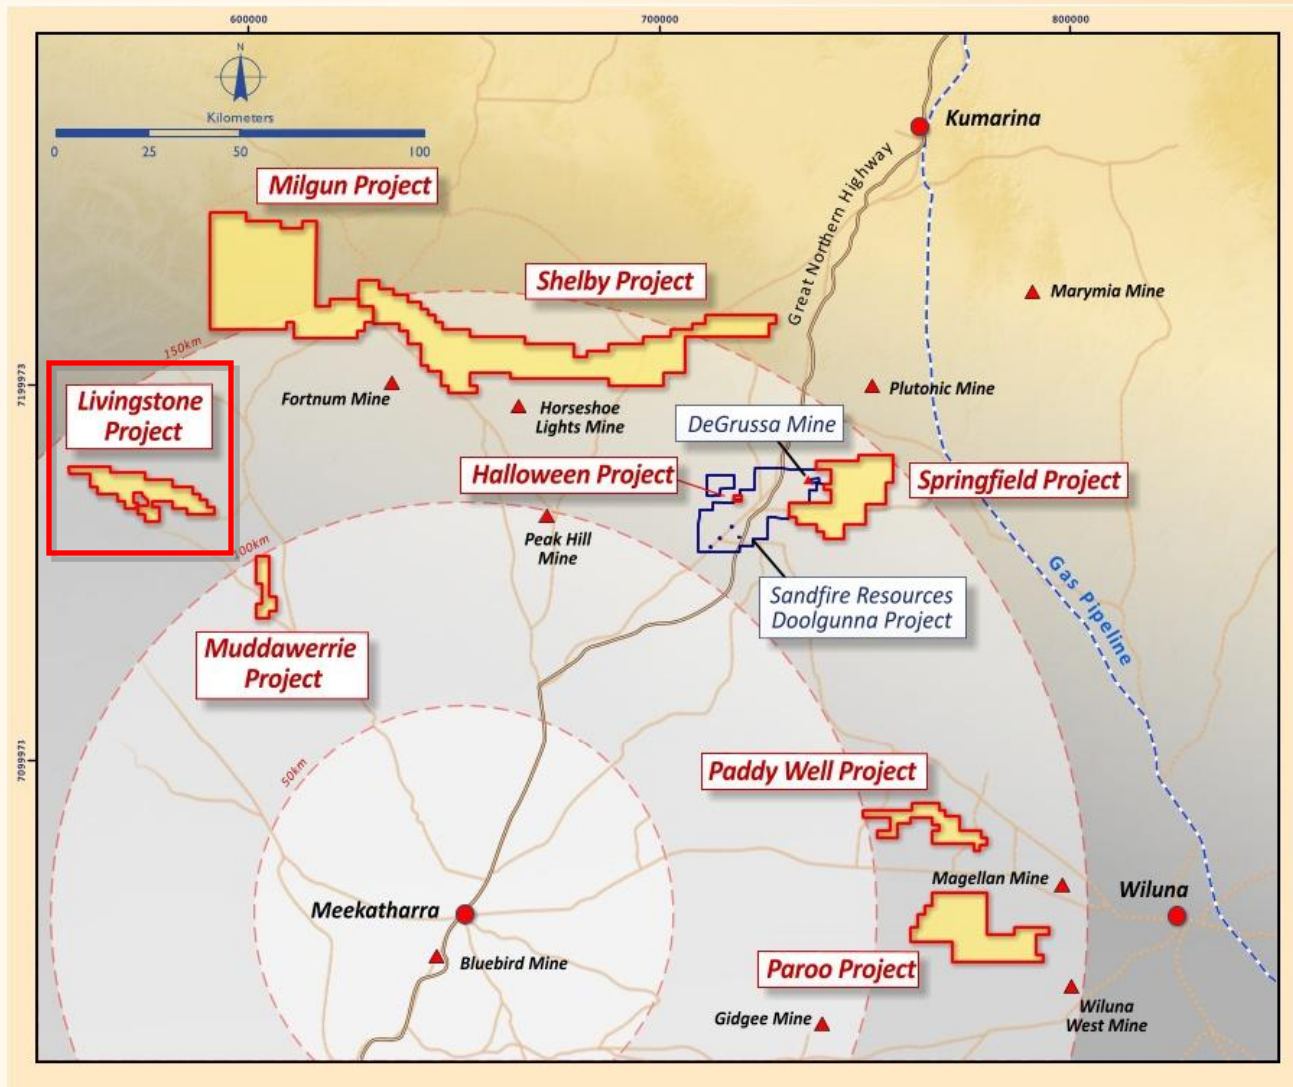 600000
700000
800000
N
Kilometers
0 25 50 100
Kumarina
Milgun Project
Great Northern Highway
Shelby Project
Marymia Mine
150km
7199973
Fortnum Mine
Plutonic Mine
Livingstone
Project
Horseshoe
Lights Mine
DeGrussa Mine
Halloween Project
Springfield Project
Peak Hill
Mine
100km
Gas Pipeline
Sandfire Resources
Doolgunna Project
Muddawerrie
Project
7099973
50km
Paddy Well Project
Magellan Mine
Wiluna
Meekatharra
Bluebird Mine
Paroo Project
Gidgee Mine
Wiluna
West Mine